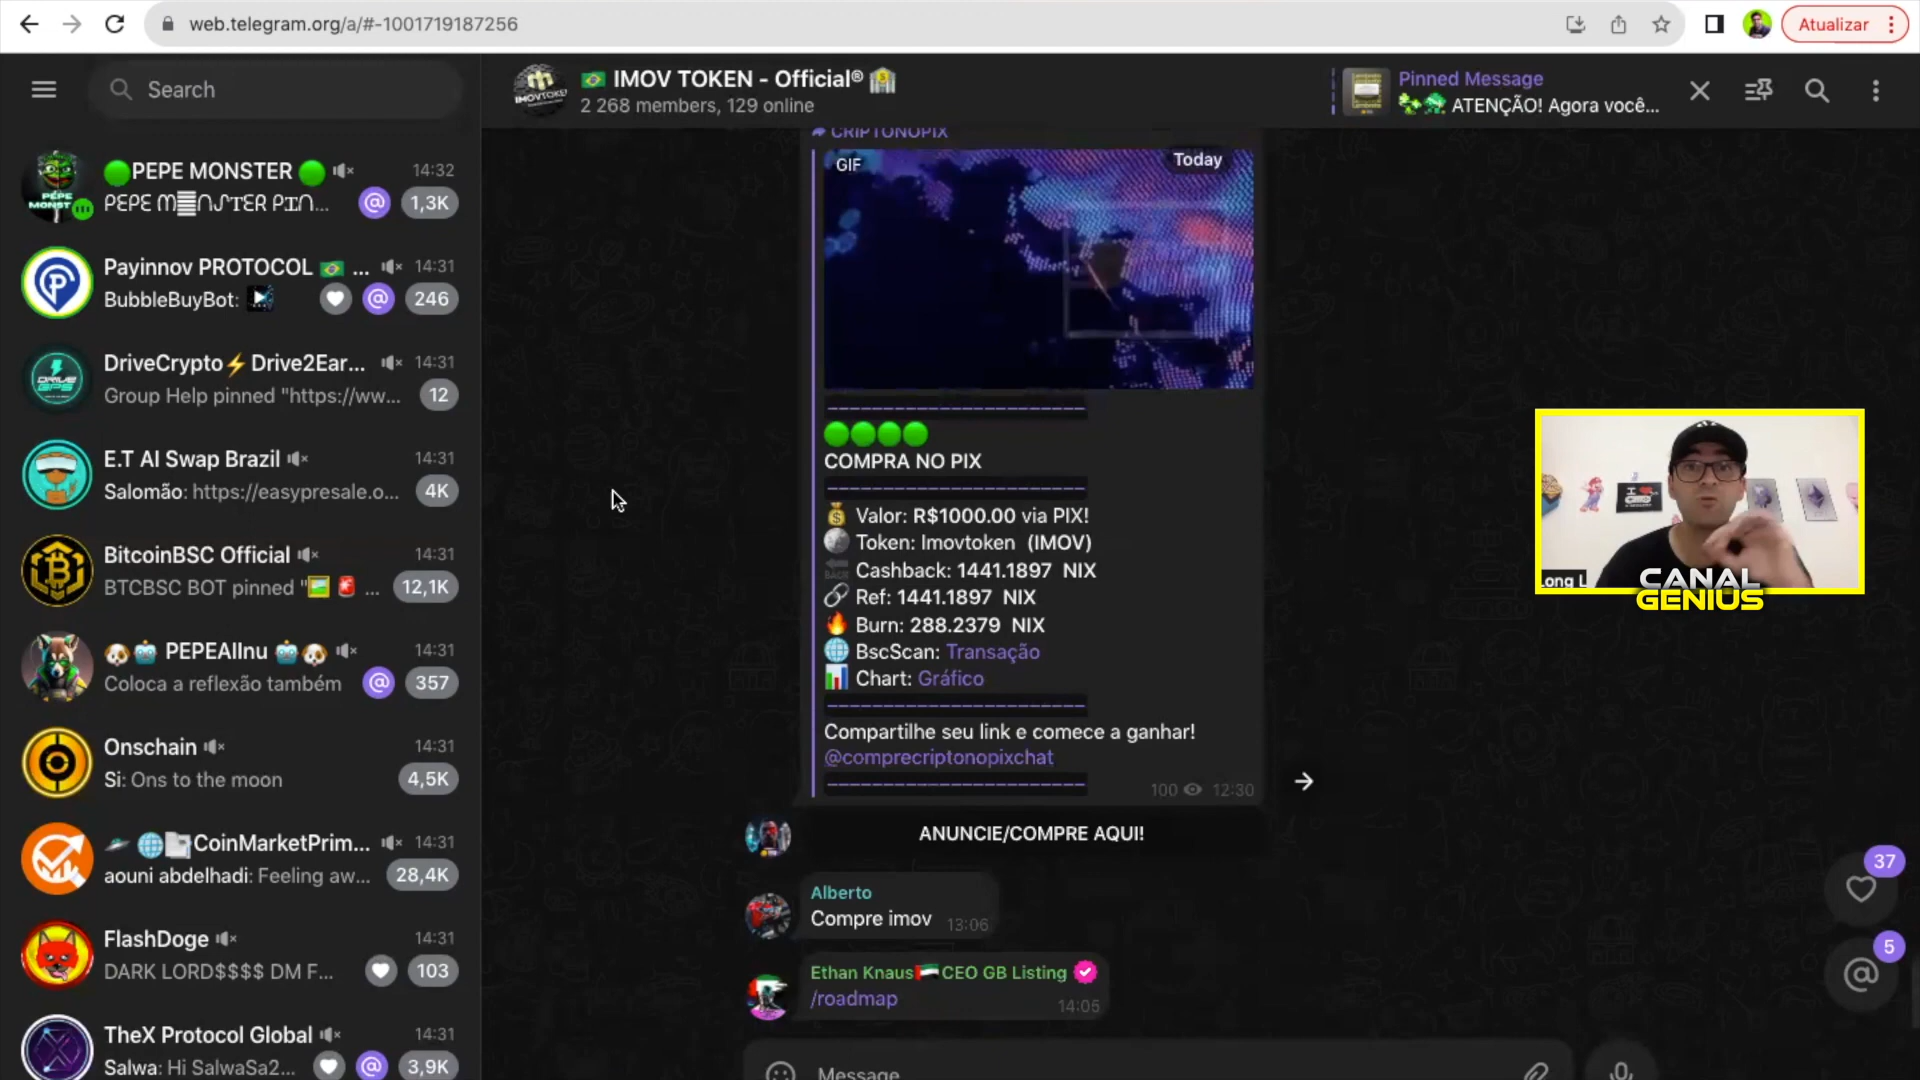 web.telegram.org/a/#-1001719187256
Atualizar
Search
🇧🇷 IMOV TOKEN - Official® 🏦
2 268 members, 129 online
Pinned Message
ATENÇÃO! Agora você...
🟢PEPE MONSTER 🟢
14:32
1,3K
Payinnov PROTOCOL 🇧🇷 ...
14:31
BubbleBuyBot:
246
DriveCrypto⚡Drive2Ear...
14:31
Group Help pinned "https://ww...
12
E.T AI Swap Brazil
14:31
Salomão: https://easypresale.o...
4K
BitcoinBSC Official
14:31
BTCBSC BOT pinned "🖼 🚨 ...
12,1K
🐶🤖 PEPEAIInu 🤖🐶
14:31
Coloca a reflexão também
357
Onschain
14:31
Si: Ons to the moon
4,5K
CoinMarketPrim...
14:31
aouni abdelhadi: Feeling aw...
28,4K
FlashDoge
14:31
DARK LORD$$$$ DM F...
103
TheX Protocol Global
14:31
Salwa: Hi SalwaSa2...
3,9K
CRIPTONOPIX
GIF
Today
🟢🟢🟢🟢
COMPRA NO PIX
💰 Valor: R$1000.00 via PIX!
🌕 Token: Imovtoken (IMOV)
🔙 Cashback: 1441.1897 NIX
🔗 Ref: 1441.1897 NIX
🔥 Burn: 288.2379 NIX
🌐 BscScan: Transação
📊 Chart: Gráfico
Compartilhe seu link e comece a ganhar!
@comprecriptonopixchat
100
12:30
ANUNCIE/COMPRE AQUI!
Alberto
Compre imov
13:06
Ethan Knaus🇦🇪CEO GB Listing
/roadmap
14:05
Message
37
5
Long L
CANAL
GENIUS